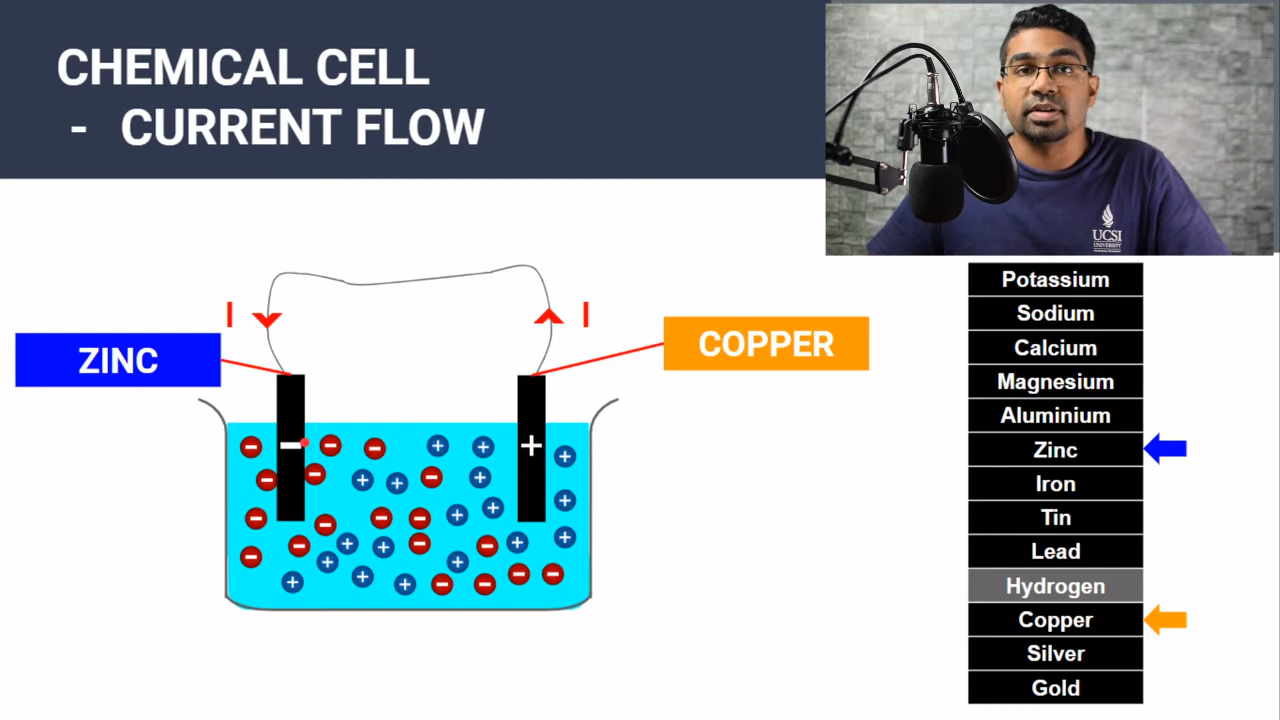 CHEMICAL CELL
- CURRENT FLOW
UCSI
UNIVERSITY
I
I
ZINC
COPPER
Potassium
Sodium
Calcium
Magnesium
Aluminium
Zinc
Iron
Tin
Lead
Hydrogen
Copper
Silver
Gold